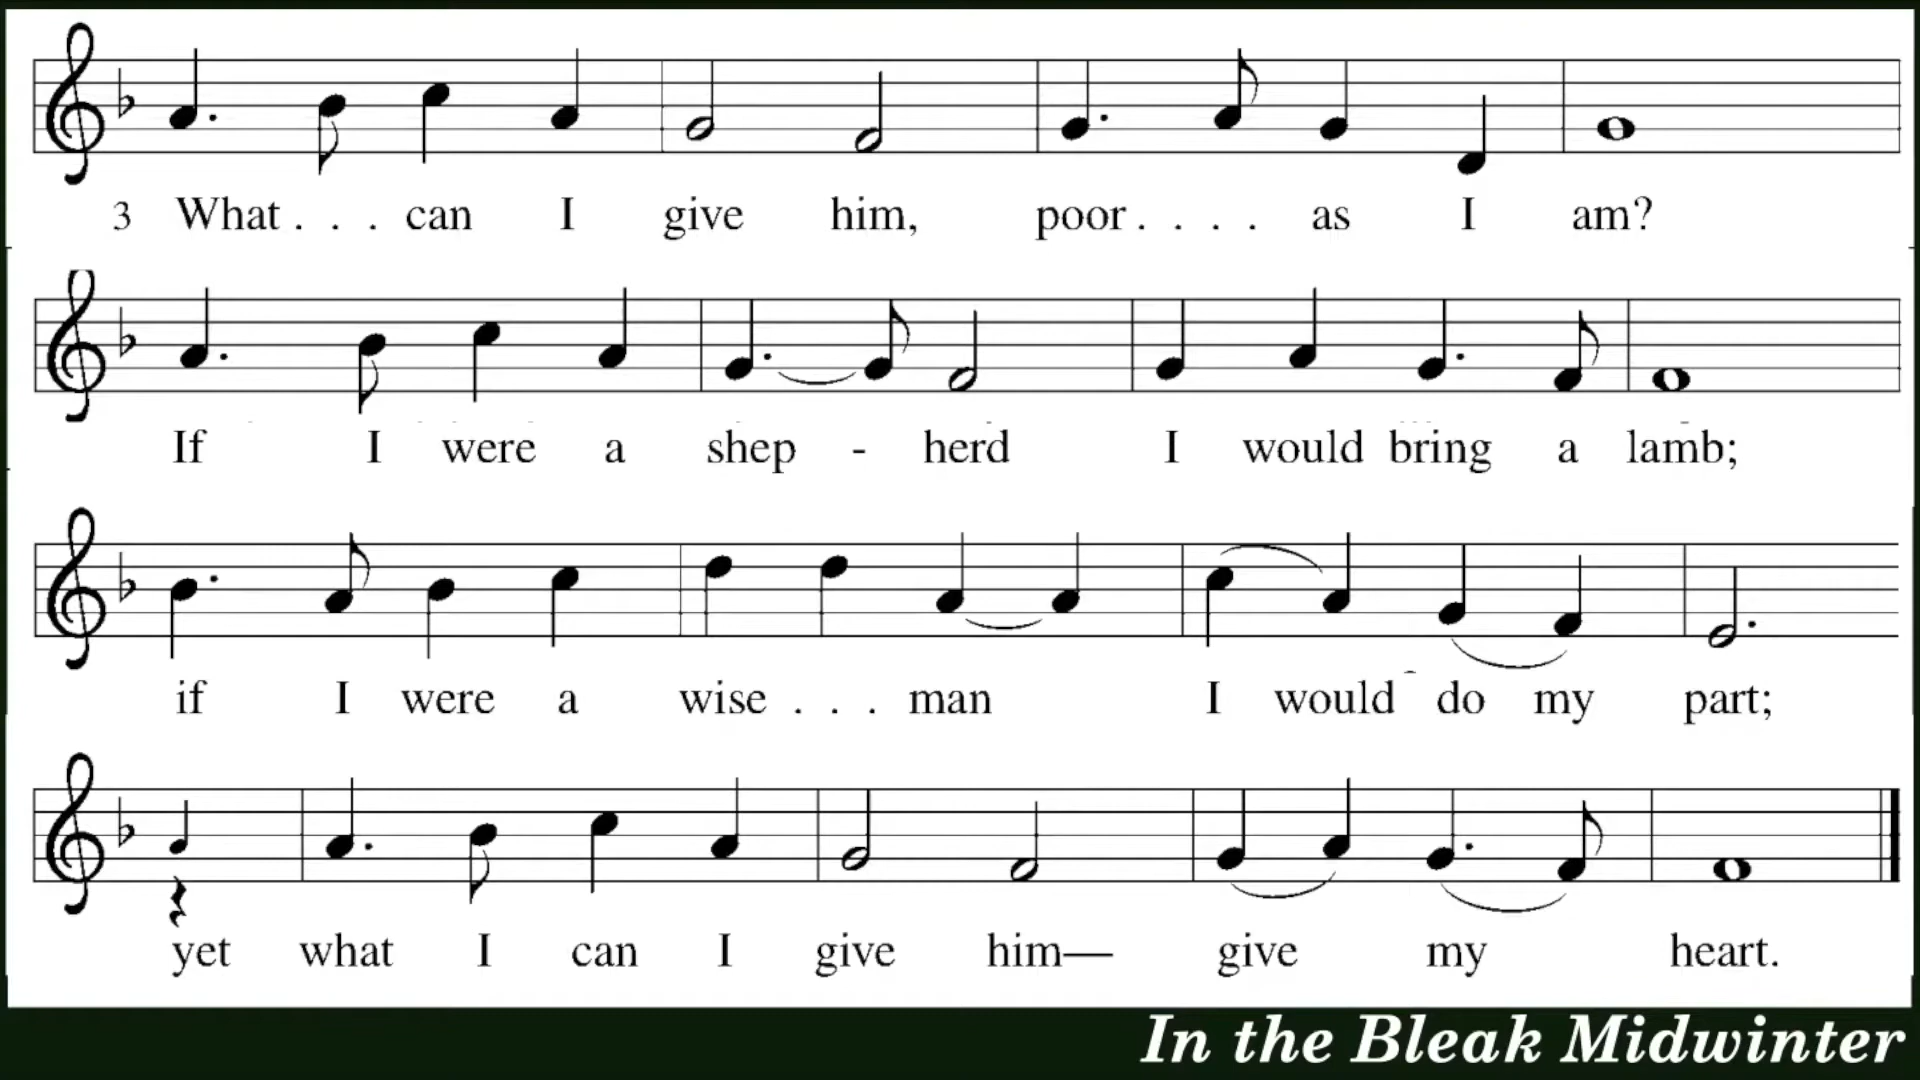 3 What . . . can I give him, poor . . . . as I am?
If I were a shep - herd I would bring a lamb;
if I were a wise . . . man I would do my part;
yet what I can I give him— give my heart.
In the Bleak Midwinter